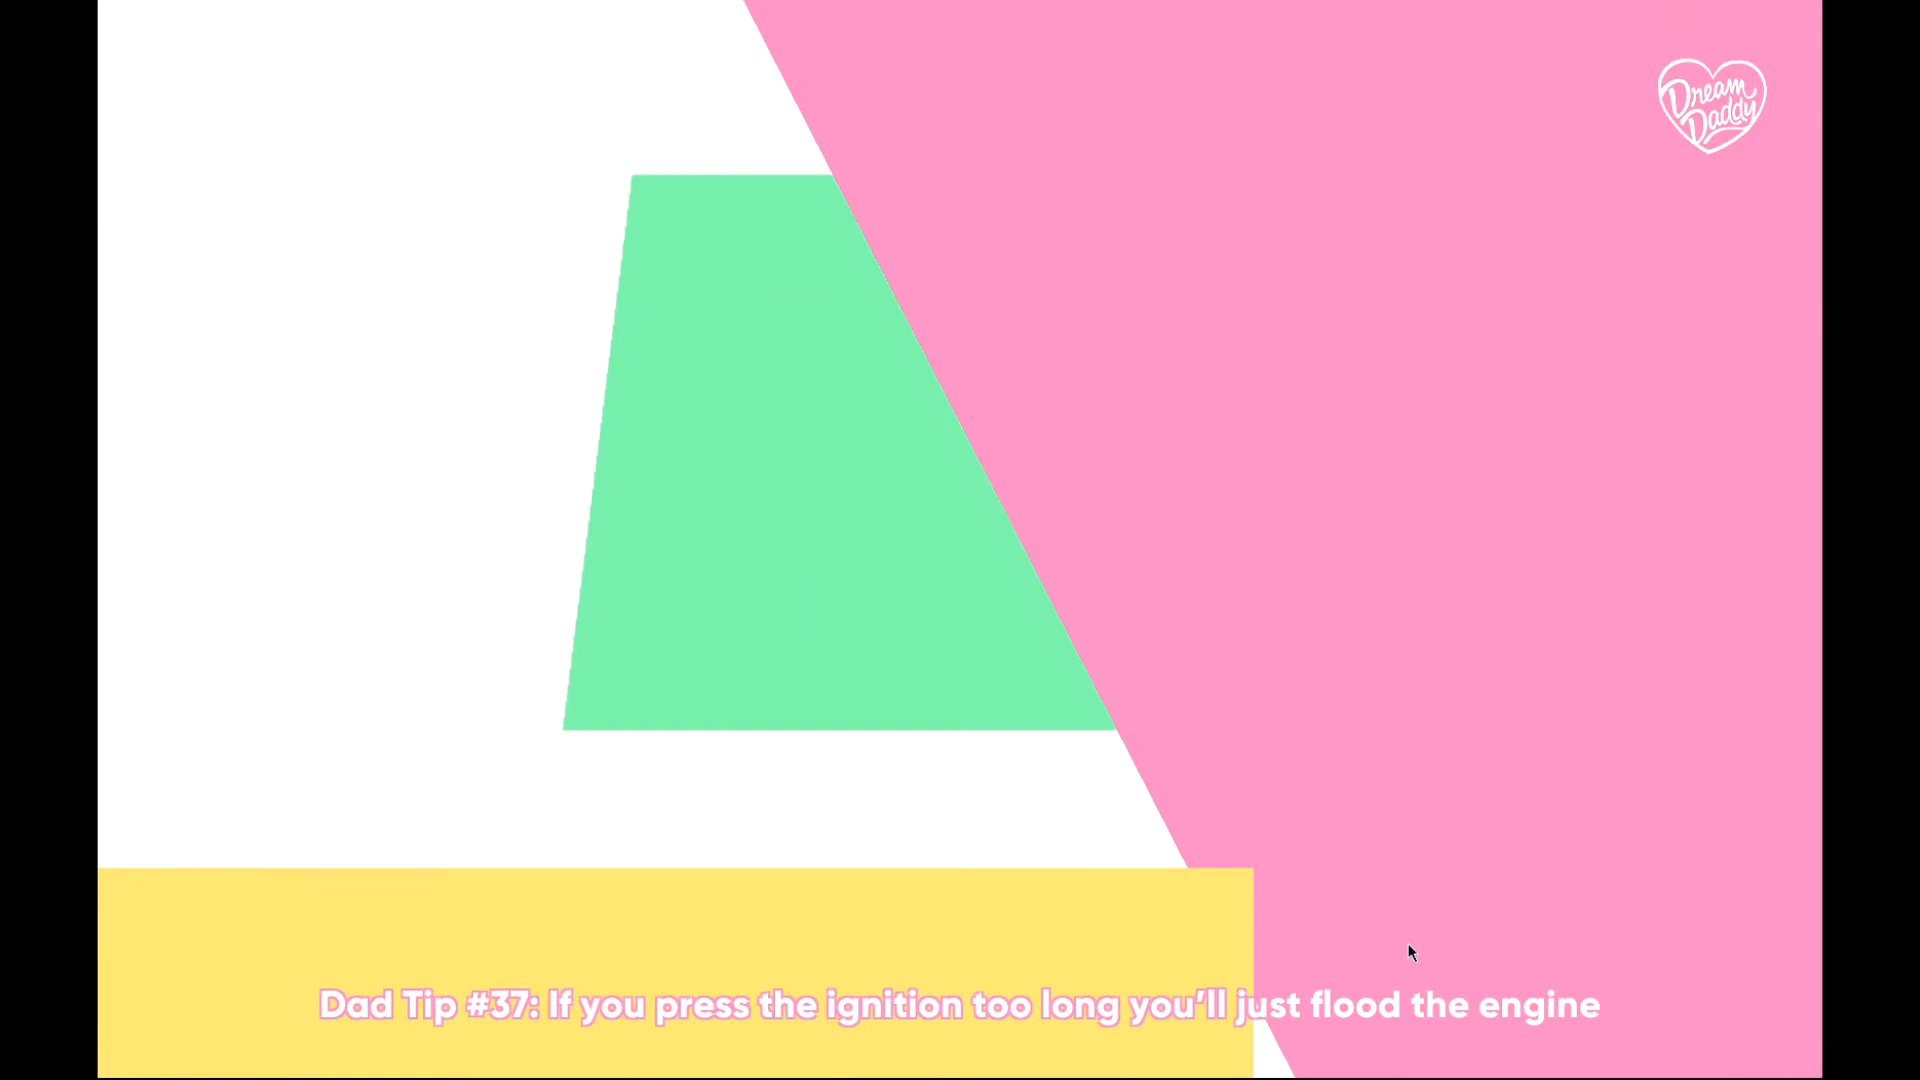 Dream
Daddy
Dad Tip #37: If you press the ignition too long you’ll just flood the engine